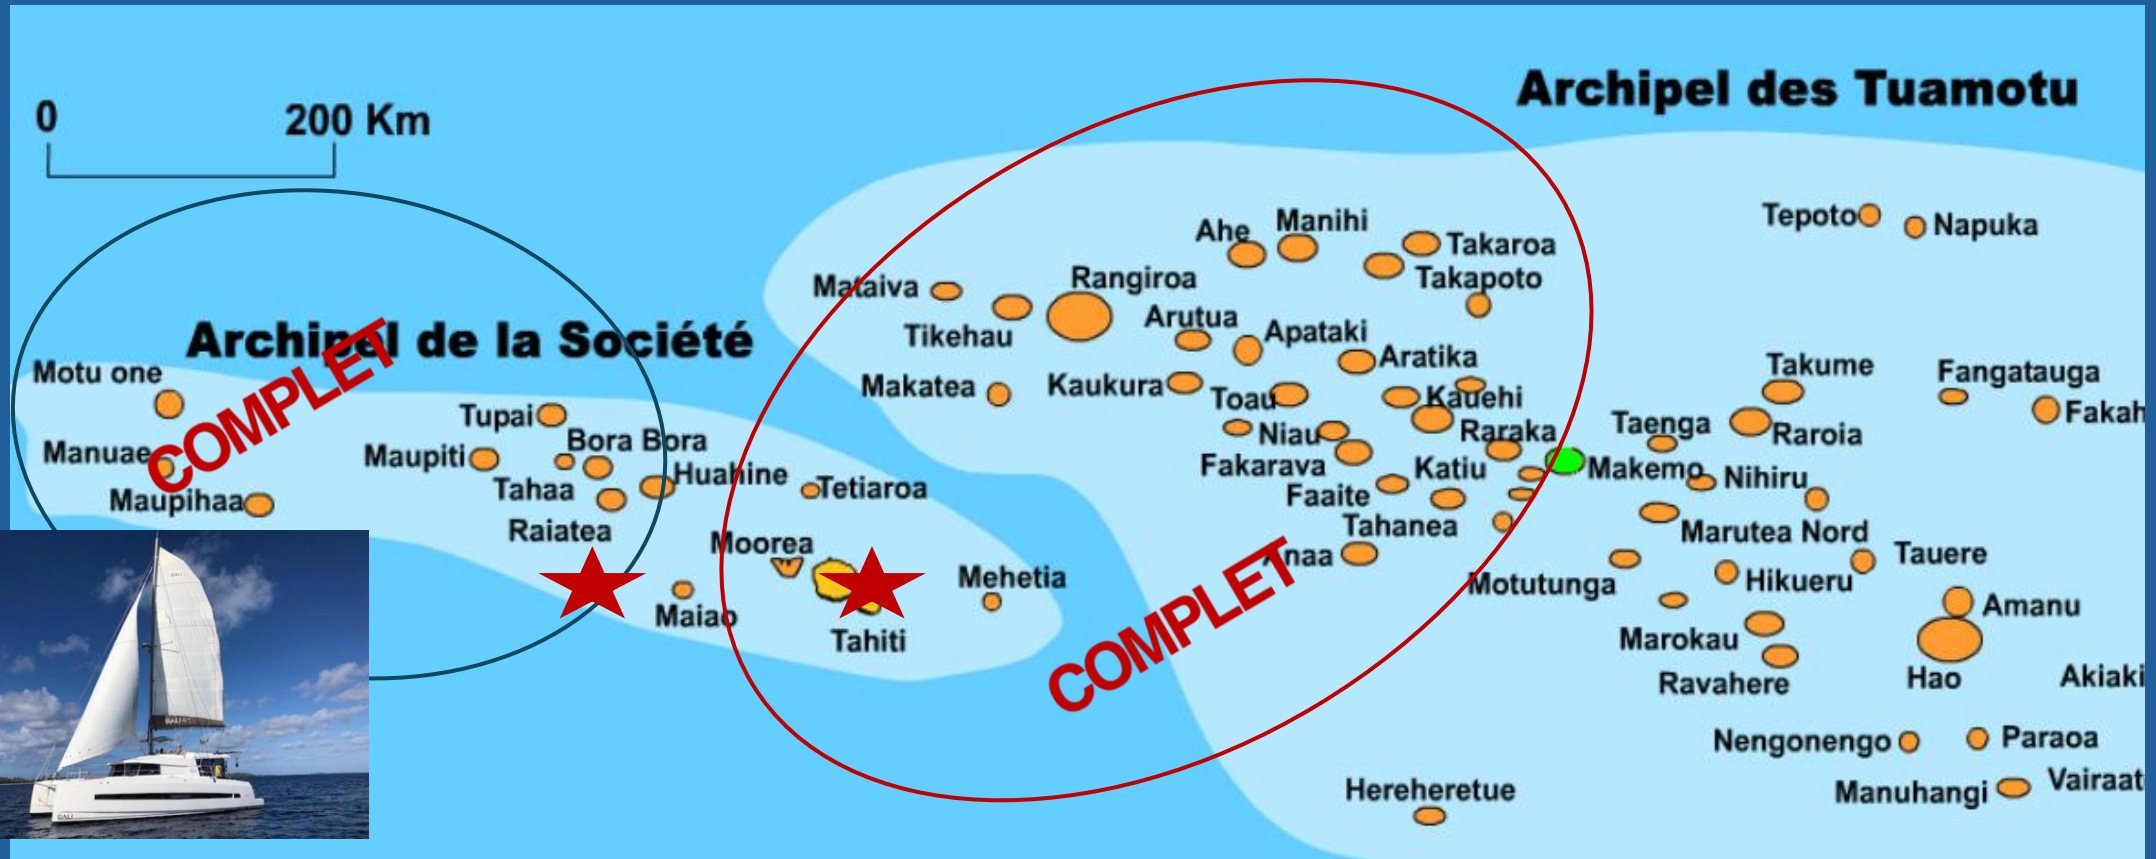 Archipel des Tuamotu
0
200 Km
Tepoto
Napuka
Ahe
Manihi
Takaroa
Takapoto
Mataiva
Rangiroa
Tikehau
Arutua
Apataki
Aratika
Archipel de la Société
COMPLET
Motu one
Makatea
Kaukura
Toau
Kauehi
Takume
Fangatauga
Fakah
Tupai
Niau
Raraka
Taenga
Raroia
Manuae
Maupiti
Bora Bora
Fakarava
Katiu
Makemo
Nihiru
Maupihaa
Tahaa
Huahine
Tetiaroa
Faaite
Raiatea
Tahanea
Marutea Nord
Moorea
Anaa
Tauere
Mehetia
Motutunga
Hikueru
Maiao
Amanu
Tahiti
COMPLET
Marokau
Ravahere
Hao
Akiaki
Nengonengo
Paraoa
Hereheretue
Manuhangi
Vairaat
BALI
BALI